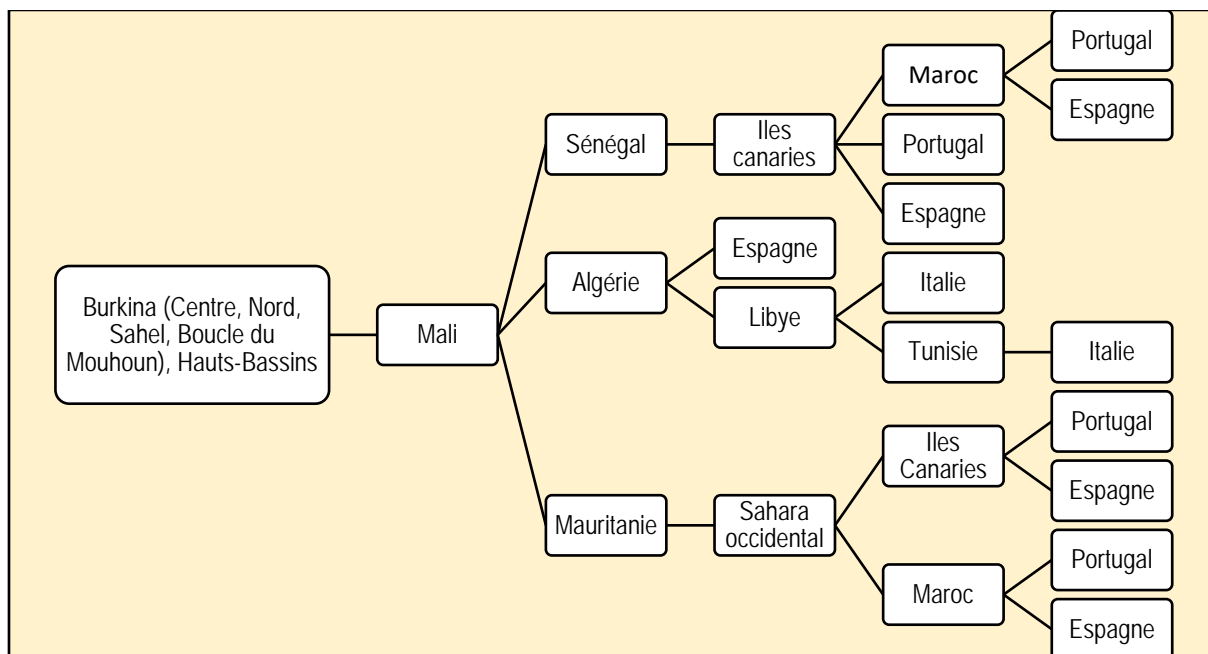 Burkina (Centre, Nord,
Sahel, Boucle du
Mouhoun), Hauts-Bassins
Mali
Sénégal
Iles
canaries
Maroc
Portugal
Espagne
Portugal
Espagne
Algérie
Espagne
Libye
Italie
Tunisie
Italie
Mauritanie
Sahara
occidental
Iles
Canaries
Portugal
Espagne
Maroc
Portugal
Espagne